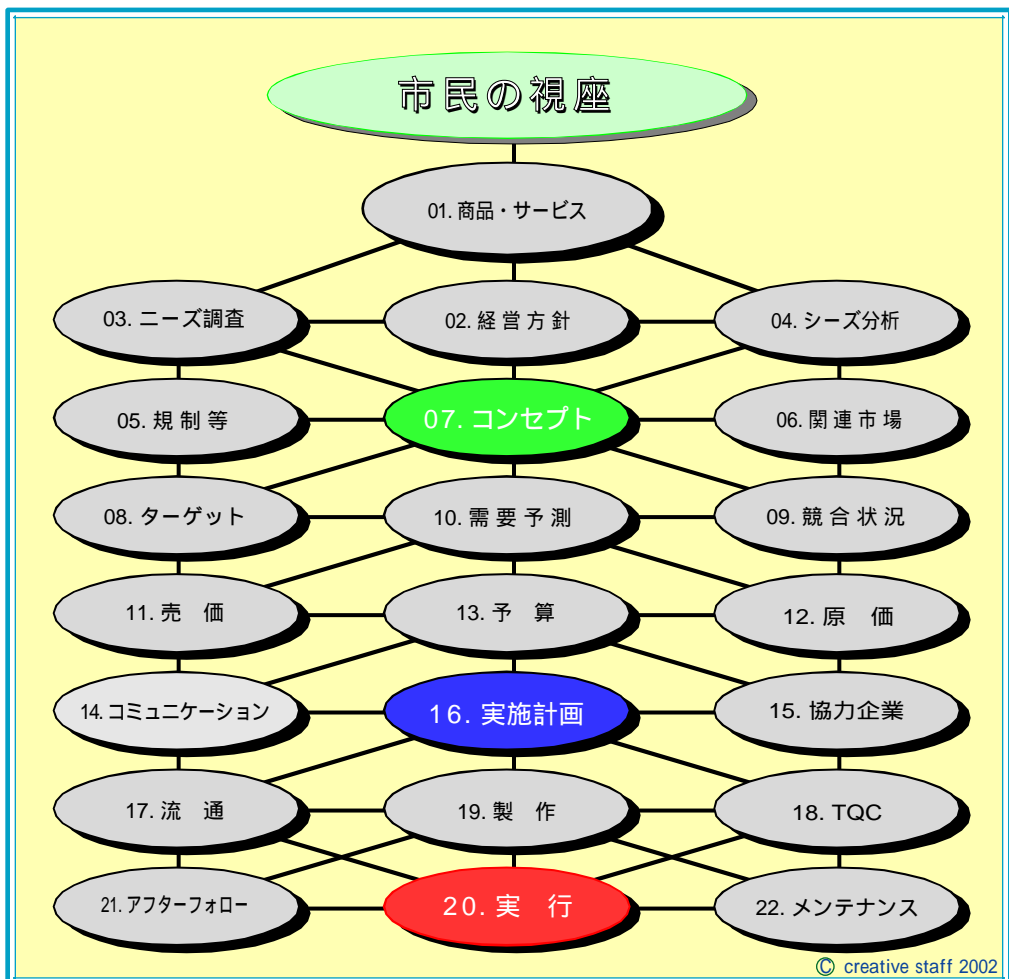 市民の視座
01. 商品・サービス
03. ニーズ調査
02. 経営方針
04. シーズ分析
05. 規制等
07. コンセプト
06. 関連市場
08. ターゲット
10. 需要予測
09. 競合状況
11. 売　価
13. 予　算
12. 原　価
14. コミュニケーション
16. 実施計画
15. 協力企業
17. 流　通
19. 製　作
18. TQC
21. アフターフォロー
20. 実　行
22. メンテナンス
© creative staff 2002